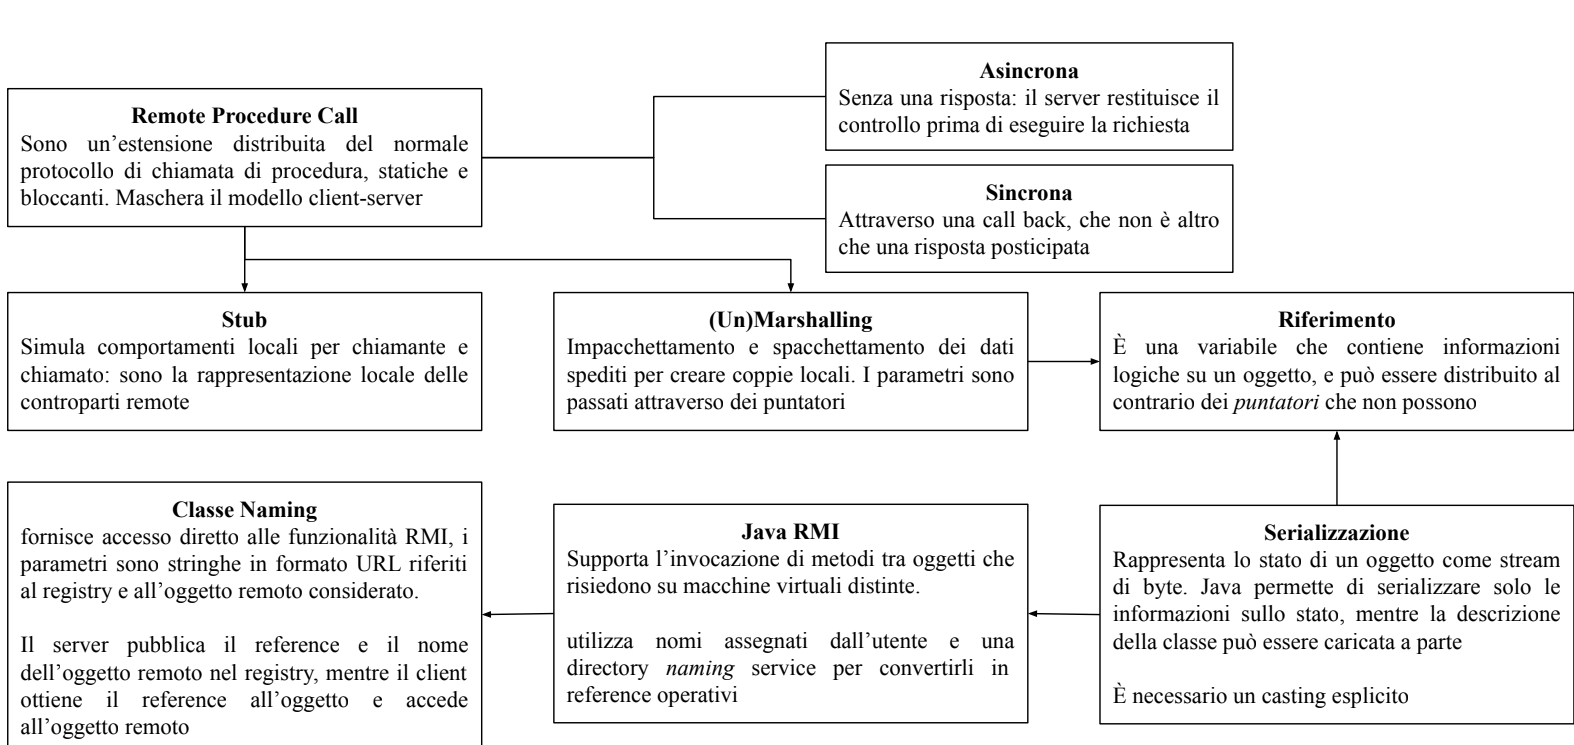 Remote Procedure Call
Sono un’estensione distribuita del normale
protocollo di chiamata di procedura, statiche e
bloccanti. Maschera il modello client-server
Asincrona
Senza una risposta: il server restituisce il
controllo prima di eseguire la richiesta
Sincrona
Attraverso una call back, che non è altro
che una risposta posticipata
Stub
Simula comportamenti locali per chiamante e
chiamato: sono la rappresentazione locale delle
controparti remote
(Un)Marshalling
Impacchettamento e spacchettamento dei dati
spediti per creare coppie locali. I parametri sono
passati attraverso dei puntatori
Riferimento
È una variabile che contiene informazioni
logiche su un oggetto, e può essere distribuito al
contrario dei puntatori che non possono
Classe Naming
fornisce accesso diretto alle funzionalità RMI, i
parametri sono stringhe in formato URL riferiti
al registry e all’oggetto remoto considerato.
Il server pubblica il reference e il nome
dell’oggetto remoto nel registry, mentre il client
ottiene il reference all’oggetto e accede
all’oggetto remoto
Java RMI
Supporta l’invocazione di metodi tra oggetti che
risiedono su macchine virtuali distinte.
utilizza nomi assegnati dall’utente e una
directory naming service per convertirli in
reference operativi
Serializzazione
Rappresenta lo stato di un oggetto come stream
di byte. Java permette di serializzare solo le
informazioni sullo stato, mentre la descrizione
della classe può essere caricata a parte
È necessario un casting esplicito